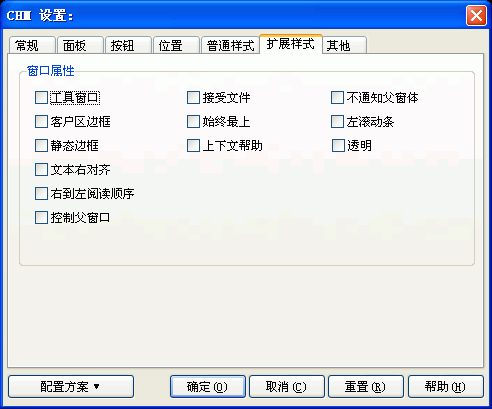 CHM 设置:
常规 面板 按钮 位置 普通样式 扩展样式 其他
窗口属性
工具窗口 接受文件 不通知父窗体
客户区边框 始终最上 左滚动条
静态边框 上下文帮助 透明
文本右对齐
右到左阅读顺序
控制父窗口
配置方案 ▼ 确定(O) 取消(C) 重置(R) 帮助(H)